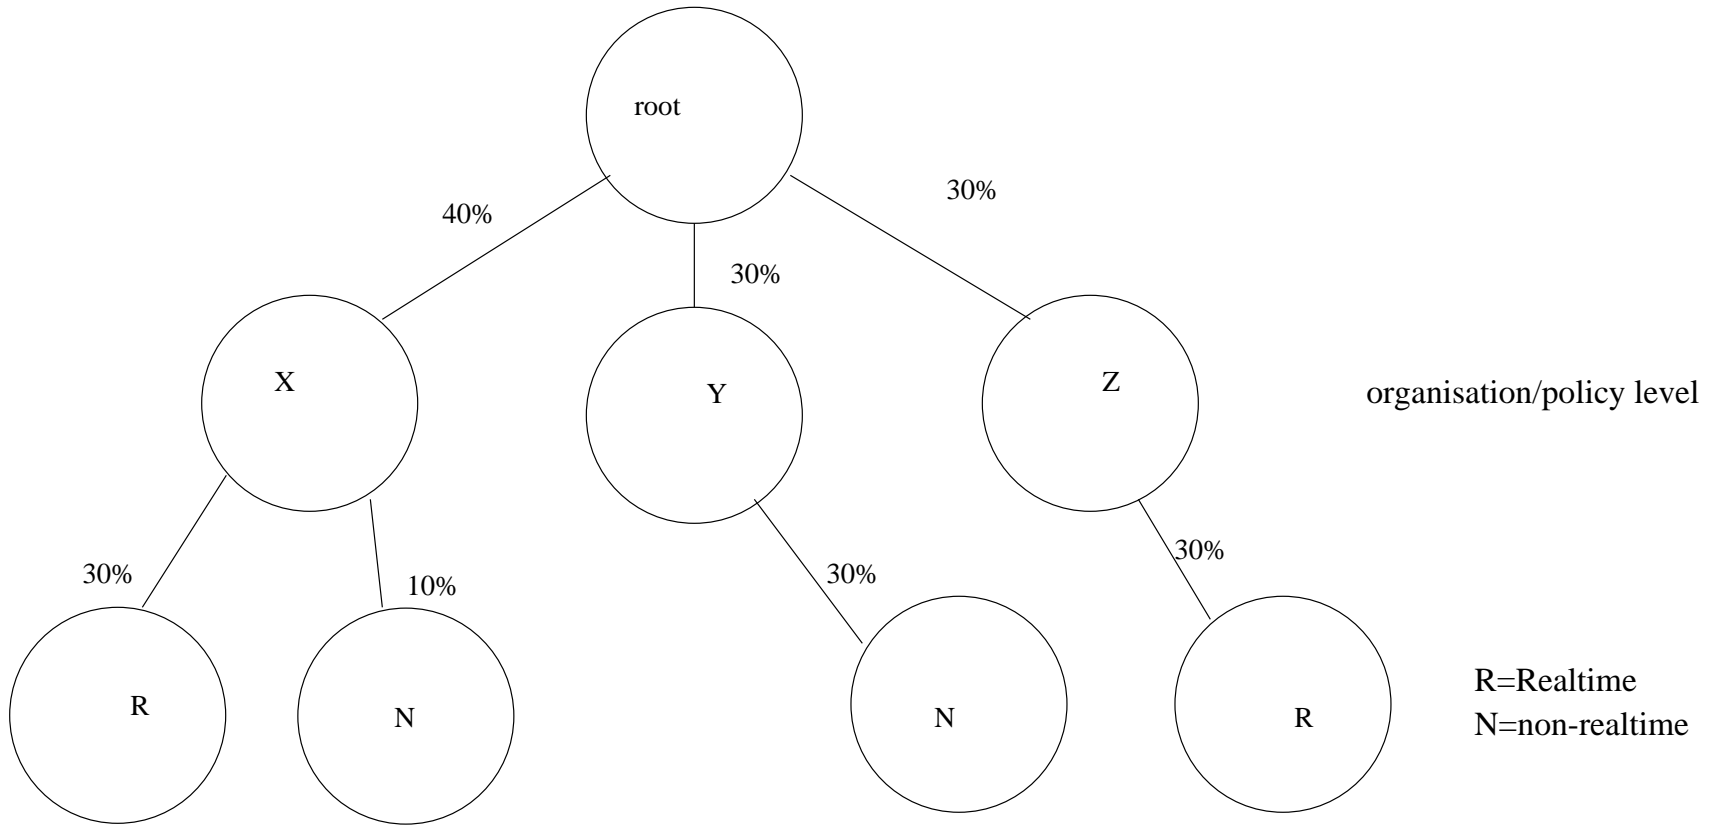 root
40%
30%
30%
X
Y
Z
organisation/policy level
30%
10%
30%
30%
R
N
N
R
R=Realtime
N=non-realtime